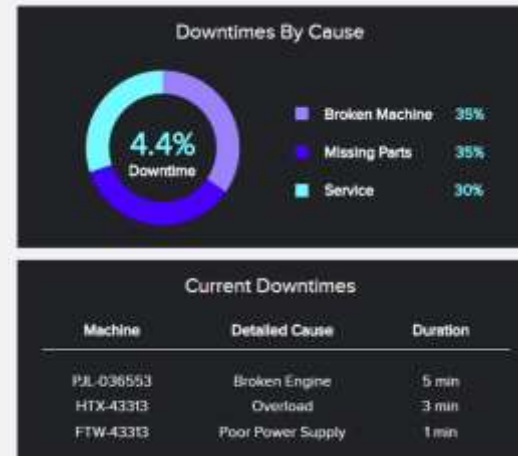 Downtimes By Cause
4.4%
Downtime
Broken Machine 35%
Missing Parts 35%
Service 30%
Current Downtimes
Machine Detailed Cause Duration
PJL-036553 Broken Engine 5 min
HTX-43313 Overload 3 min
FTW-43313 Poor Power Supply 1 min